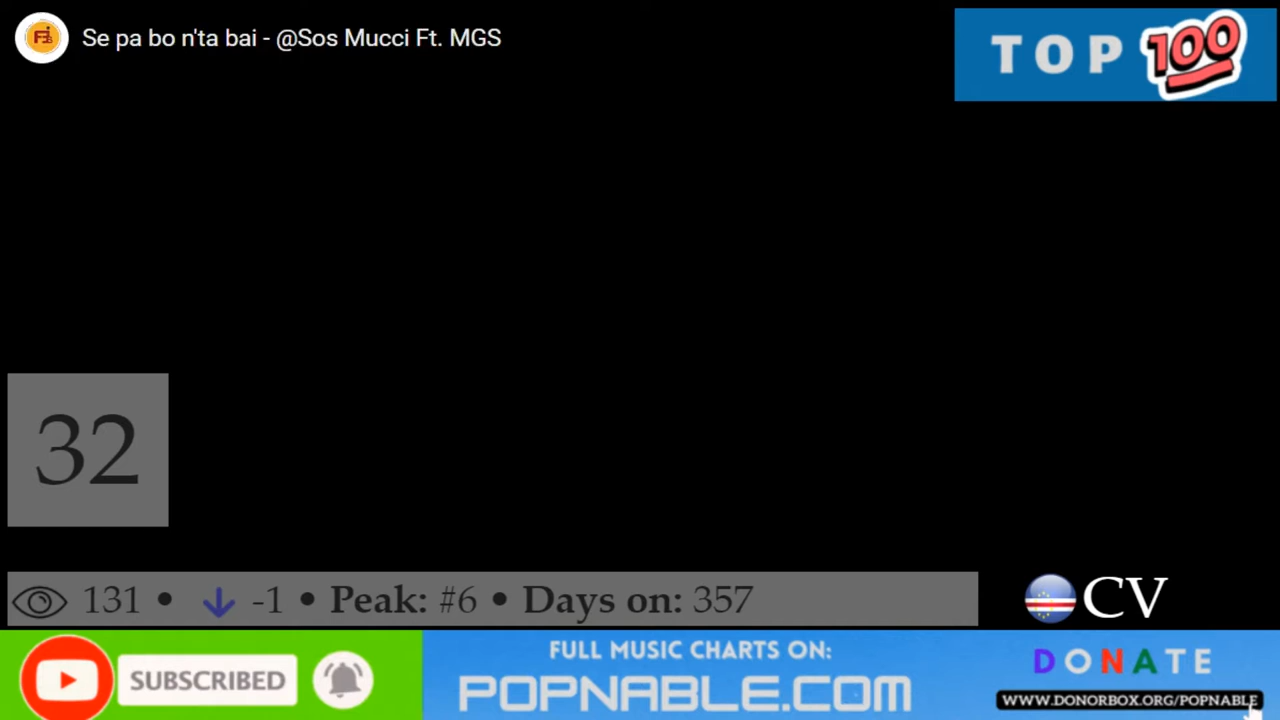 Se pa bo n'ta bai - @Sos Mucci Ft. MGS
TOP 100
32
131 • -1 • Peak: #6 • Days on: 357
CV
SUBSCRIBED
FULL MUSIC CHARTS ON:
POPNABLE.COM
DONATE
WWW.DONORBOX.ORG/POPNABLE